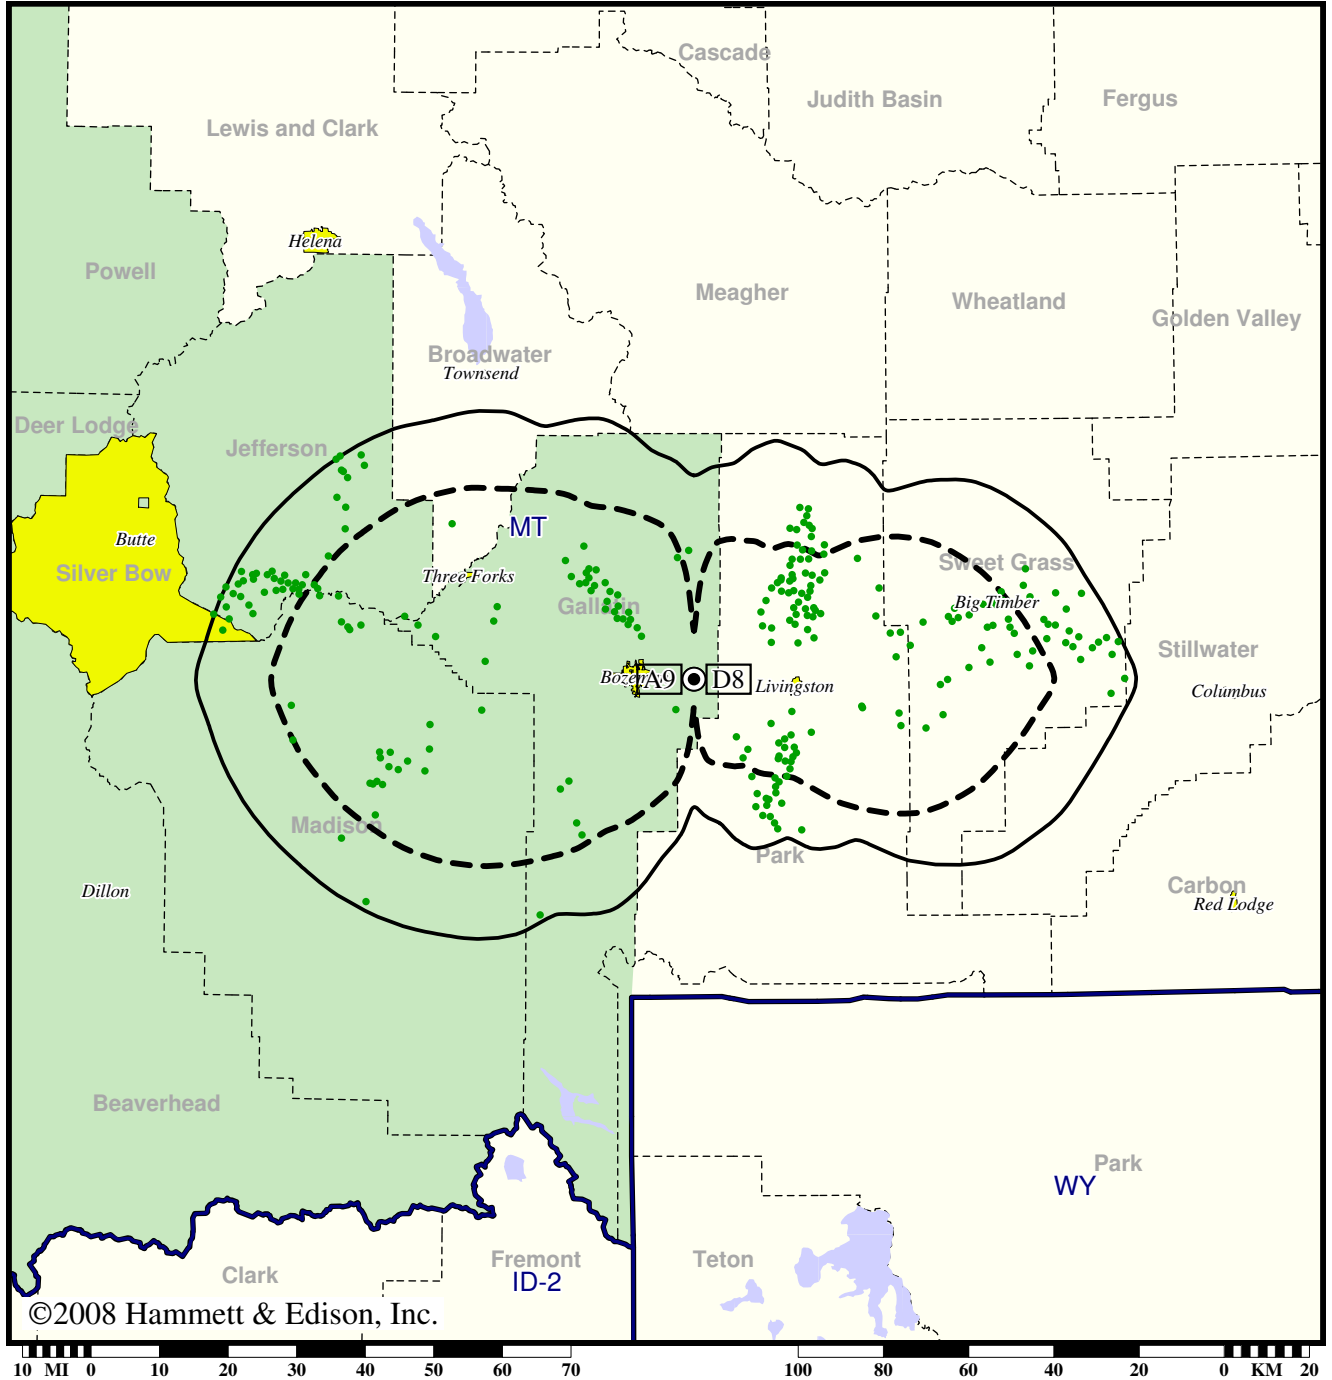 Cascade
Judith Basin
Fergus
Lewis and Clark
Helena
Powell
Meagher
Wheatland
Golden Valley
Broadwater
Townsend
Deer Lodge
Jefferson
MT
Butte
Silver Bow
Three Forks
Sweet Grass
Gallatin
Big Timber
Stillwater
Bozeman
A9
D8
Livingston
Columbus
Madison
Park
Dillon
Carbon
Red Lodge
Beaverhead
Park
WY
Fremont
Teton
Clark
ID-2
©2008 Hammett & Edison, Inc.
10 MI 0 10 20 30 40 50 60 70 100 80 60 40 20 0 KM 20